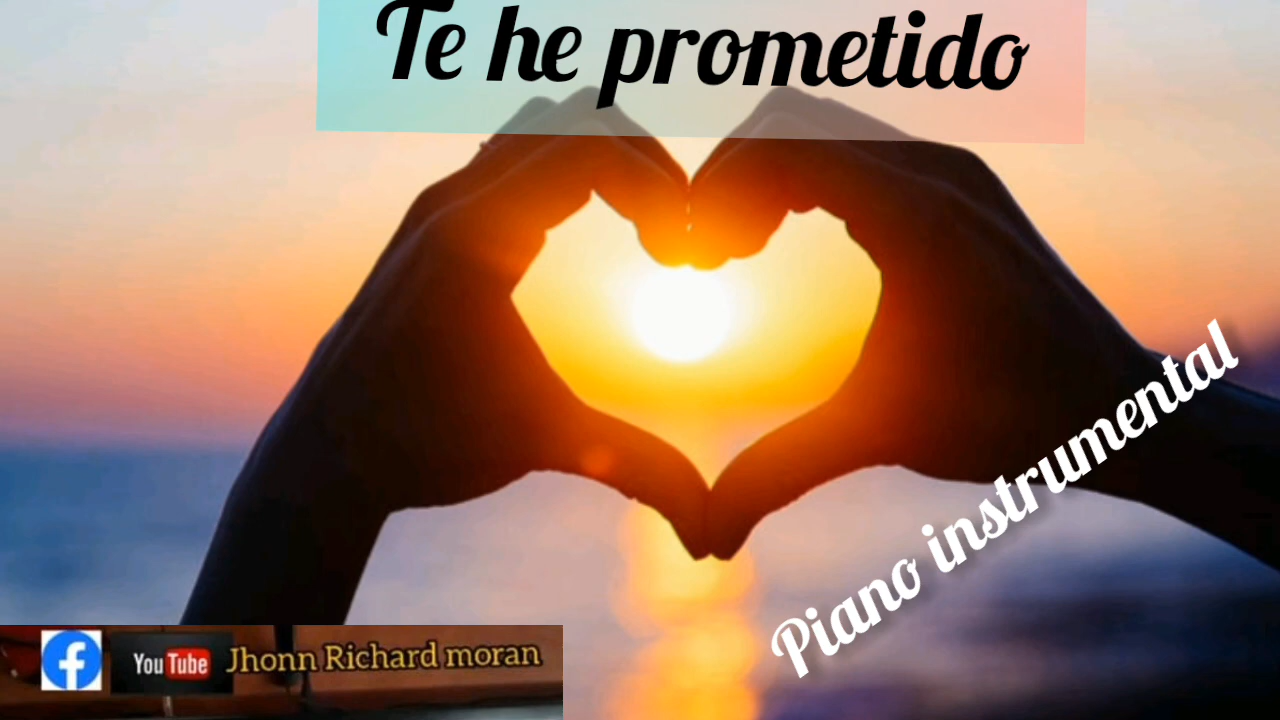 Te he prometido
Piano instrumental
YouTube Jhonn Richard moran